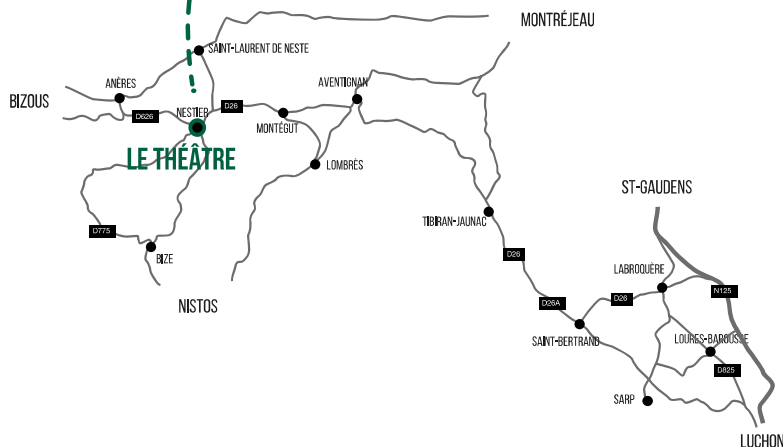 MONTRÉJEAU
SAINT-LAURENT DE NESTE
ANÈRES
AVENTIGNAN
BIZOUS
D626
NESTIER
D26
MONTÉGUT
LE THÉÂTRE
LOMBRÈS
ST-GAUDENS
TIBIRAN-JAUNAC
D775
BIZE
D26
LABROQUÈRE
NISTOS
D26A
D26
N125
SAINT-BERTRAND
LOURES-BAROUSSE
D825
SARP
LUCHON